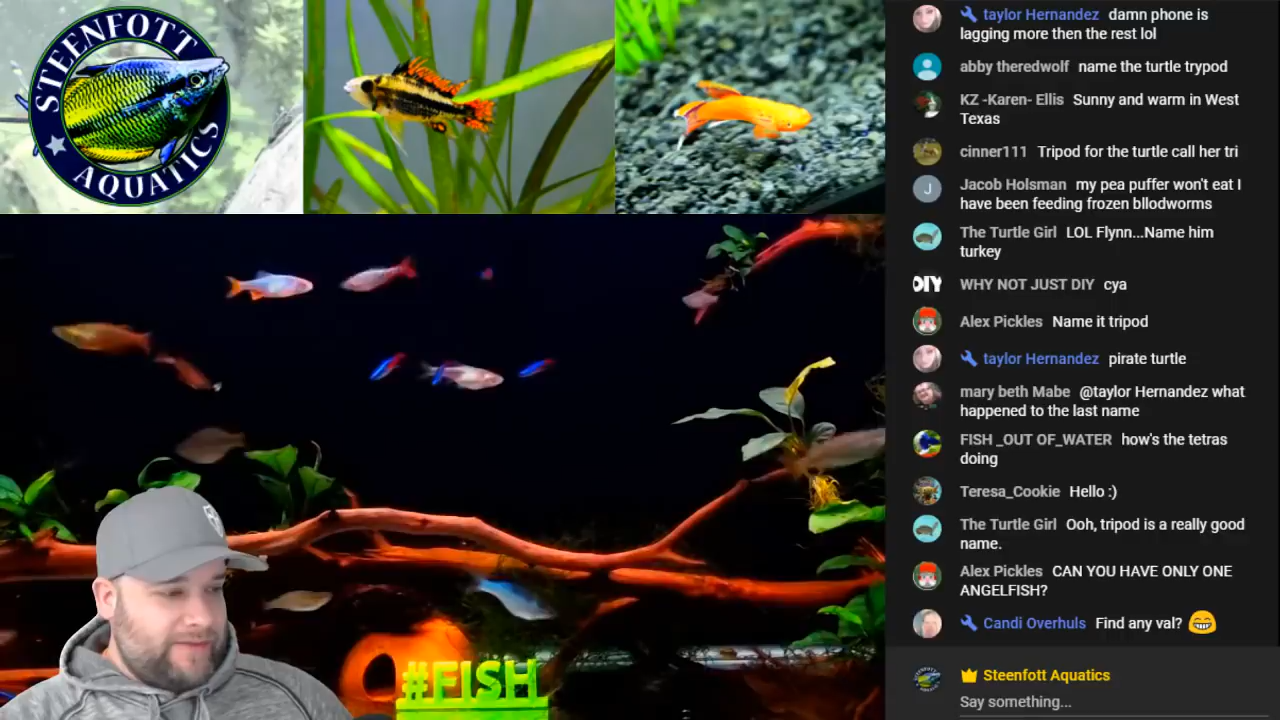 STEENFOTT
AQUATICS
#FISH
taylor Hernandez damn phone is
lagging more then the rest lol
abby theredwolf name the turtle trypod
KZ -Karen- Ellis Sunny and warm in West
Texas
cinner111 Tripod for the turtle call her tri
J
Jacob Holsman my pea puffer won't eat I
have been feeding frozen bllodworms
The Turtle Girl LOL Flynn...Name him
turkey
DIY
WHY NOT JUST DIY cya
Alex Pickles Name it tripod
taylor Hernandez pirate turtle
mary beth Mabe @taylor Hernandez what
happened to the last name
FISH _OUT OF_WATER how's the tetras
doing
Teresa_Cookie Hello :)
The Turtle Girl Ooh, tripod is a really good
name.
Alex Pickles CAN YOU HAVE ONLY ONE
ANGELFISH?
Candi Overhuls Find any val? 😁
Steenfott Aquatics
Say something...